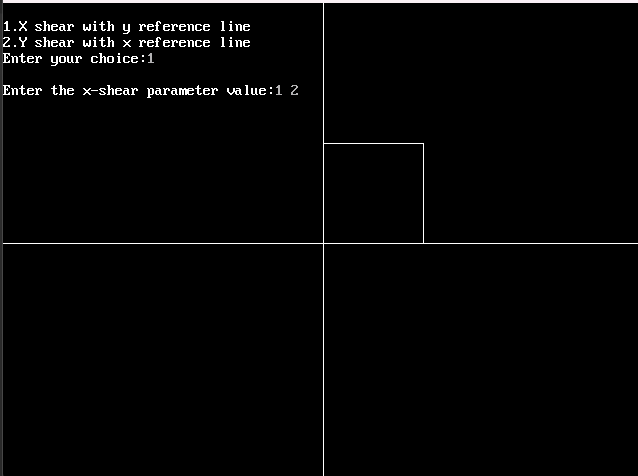 1.X shear with y reference line
2.Y shear with x reference line
Enter your choice:1
Enter the x-shear parameter value:1 2